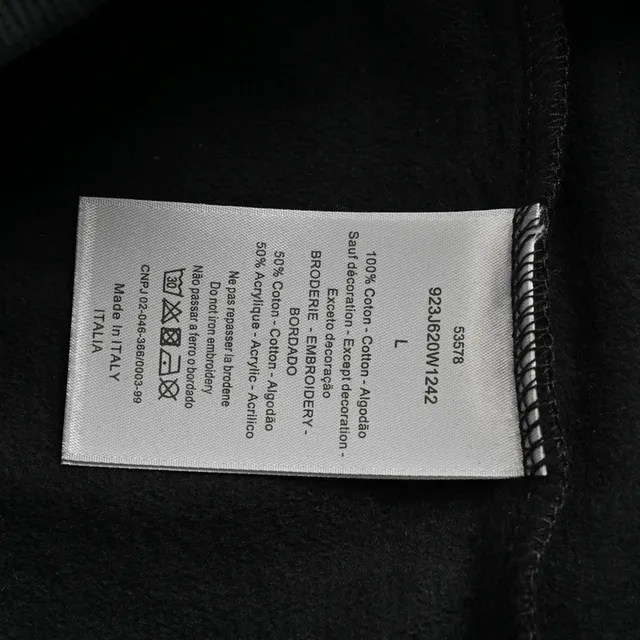 53578
923J620W1242
L
100% Coton - Cotton - Algodão
Sauf décoration - Except decoration -
Exceto decoração
BRODERIE - EMBROIDERY -
BORDADO
50% Coton - Cotton - Algodão
50% Acrylique - Acrylic - Acrílico
Ne pas repasser la broderie
Do not iron embroidery
Não passar a ferro o bordado
30
CNPJ 02-046-386/0003-99
Made In ITALY
ITALIA